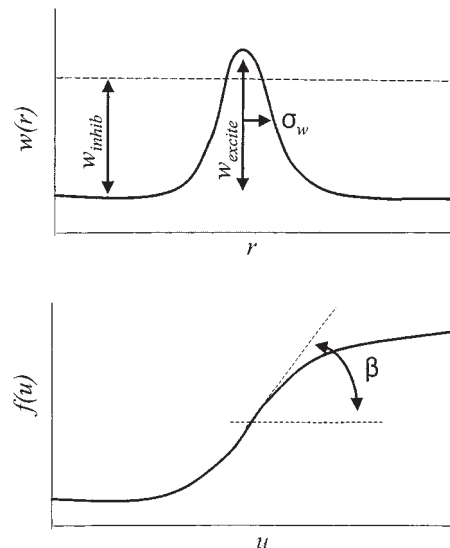 w(r)
w_inhib
w_excite
σ_w
r
f(u)
β
u